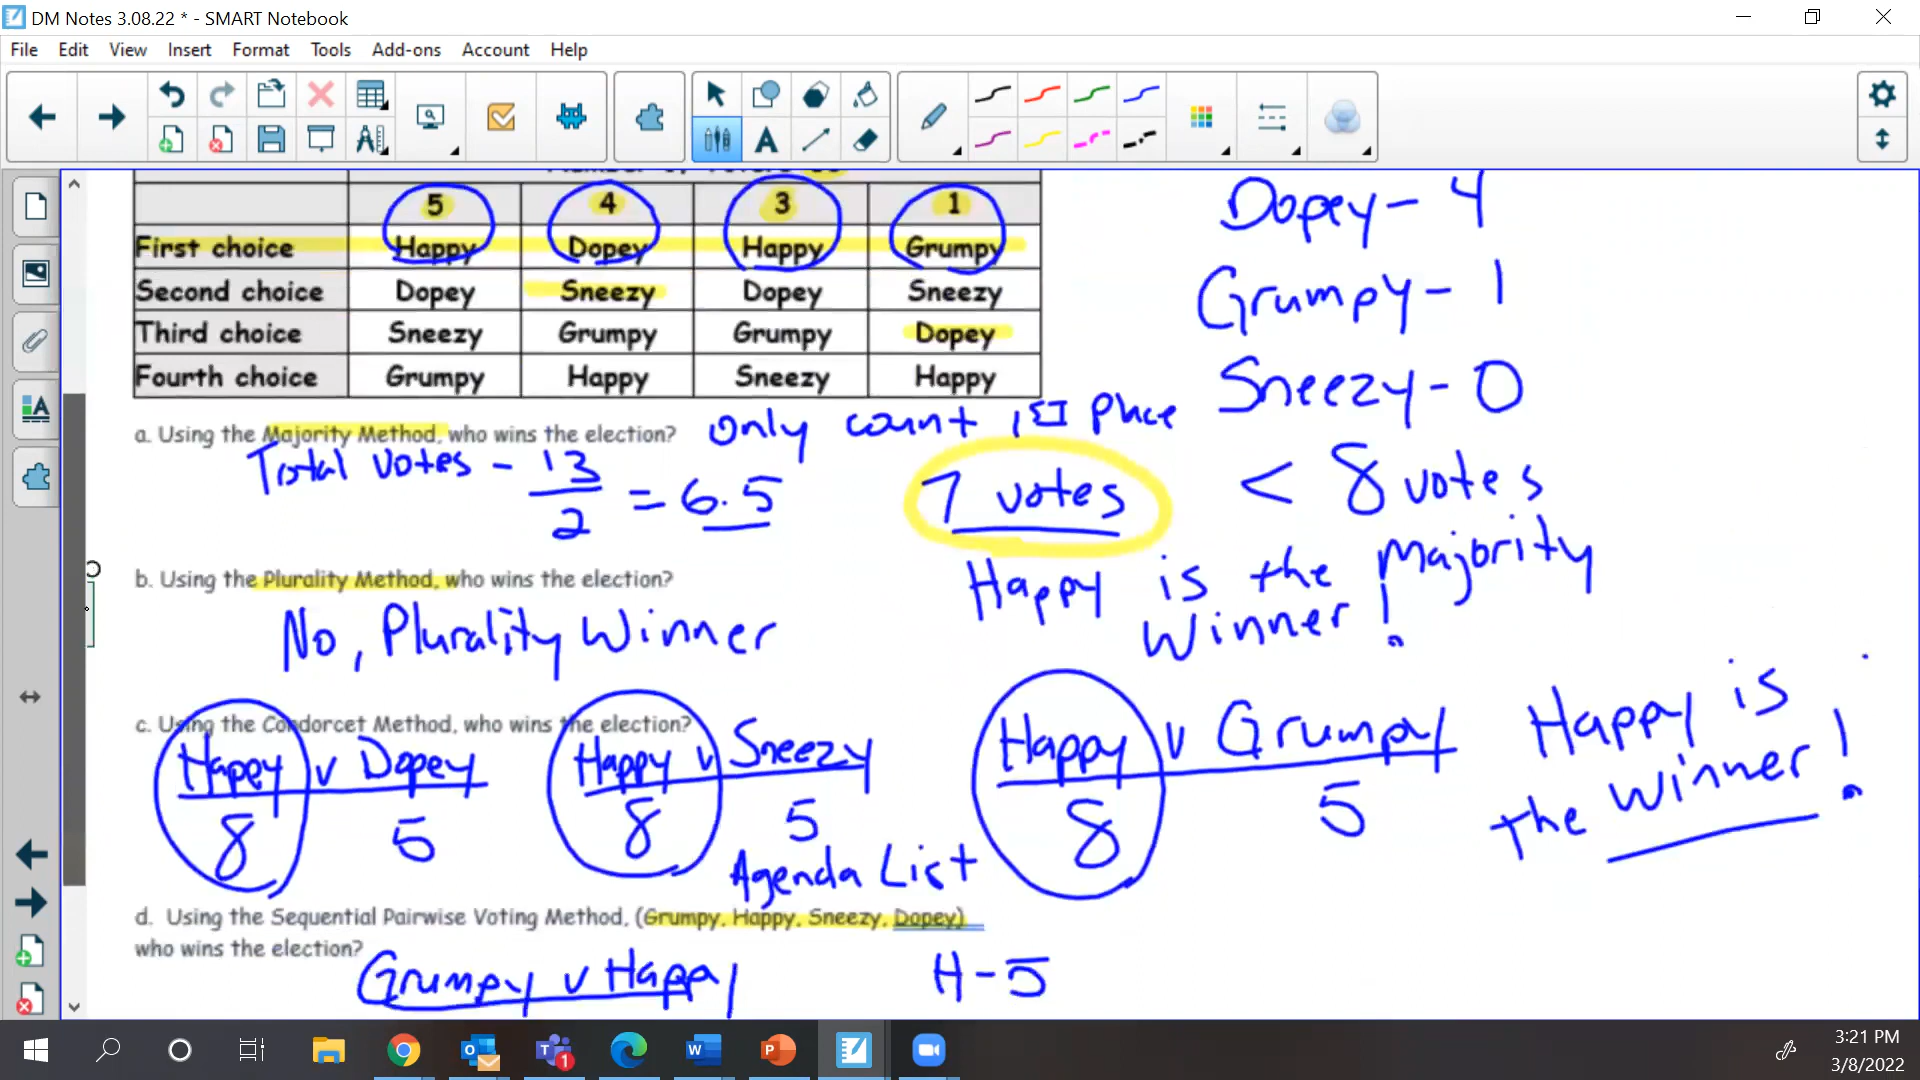 DM Notes 3.08.22 * - SMART Notebook
File Edit View Insert Format Tools Add-ons Account Help
5 4 3 1
First choice Happy Dopey Happy Grumpy
Second choice Dopey Sneezy Dopey Sneezy
Third choice Sneezy Grumpy Grumpy Dopey
Fourth choice Grumpy Happy Sneezy Happy
Dopey - 4
Grumpy - 1
Sneezy - 0
a. Using the Majority Method, who wins the election?
only count 1st place
Total votes - 13/2 = 6.5
7 votes < 8 votes
Happy is the Majority
Winner!
b. Using the Plurality Method, who wins the election?
No, Plurality Winner
c. Using the Condorcet Method, who wins the election?
Happy v Dopey
8 5
Happy v Sneezy
8 5
Happy v Grumpy
8 5
Happy is
the winner!
Agenda List
d. Using the Sequential Pairwise Voting Method, (Grumpy, Happy, Sneezy, Dopey)
who wins the election?
Grumpy v Happy
H - 5
3:21 PM
3/8/2022